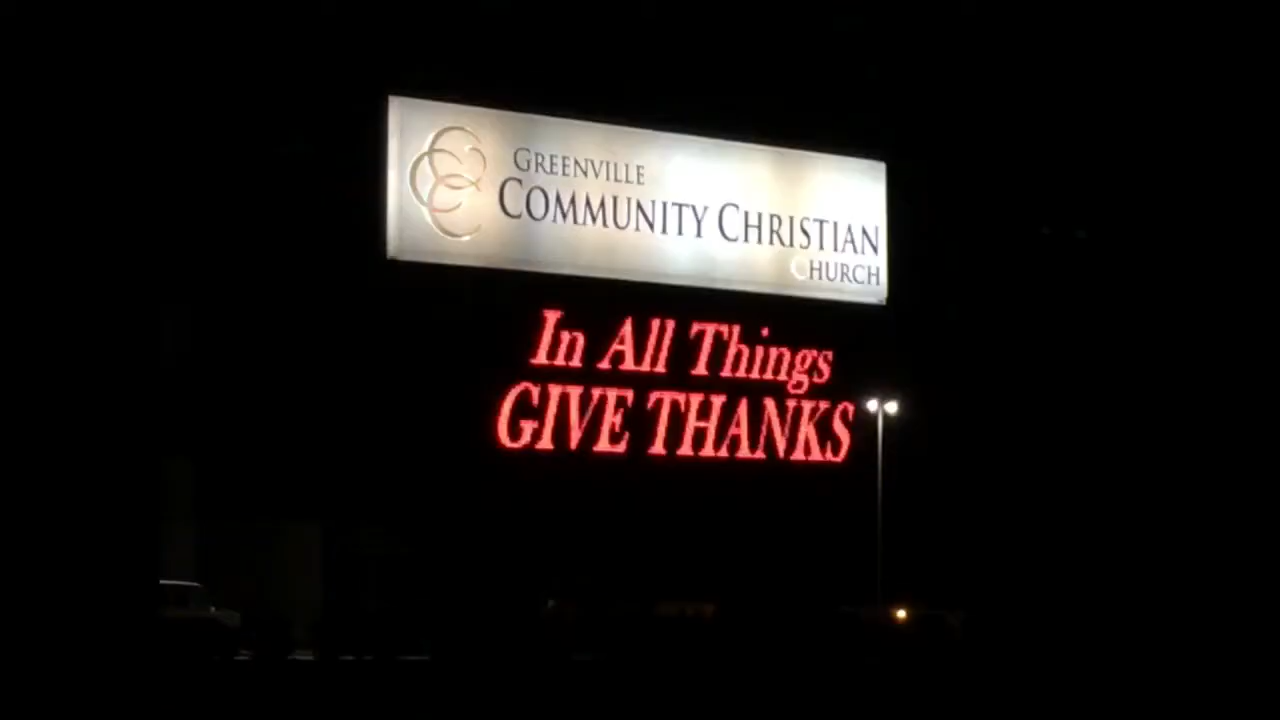 GREENVILLE
COMMUNITY CHRISTIAN
CHURCH
In All Things
GIVE THANKS